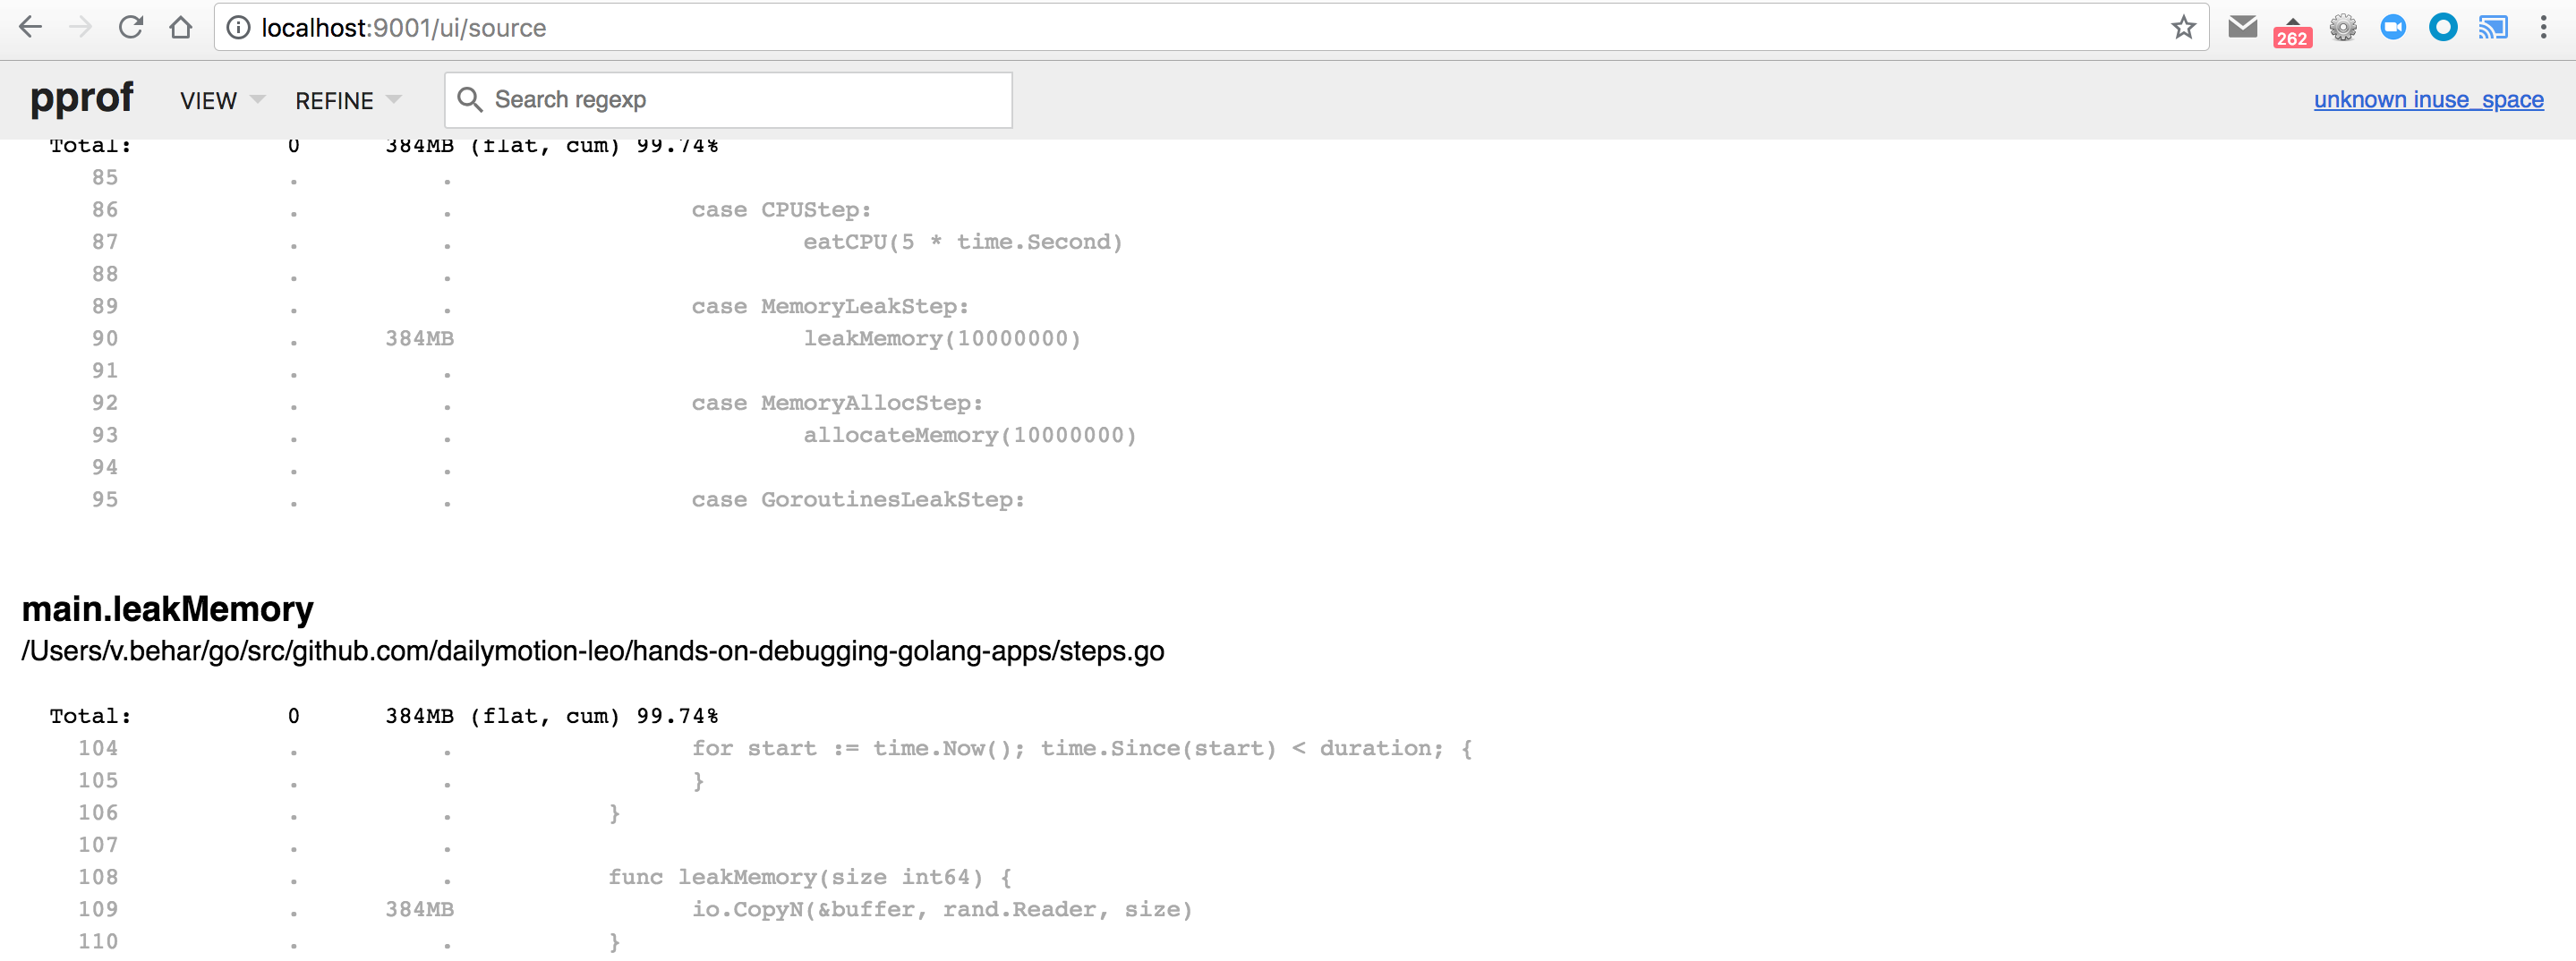 localhost:9001/ui/source
262
pprof VIEW REFINE Search regexp unknown inuse_space
Total: 0 384MB (flat, cum) 99.74%
85 . .
86 . . case CPUStep:
87 . . eatCPU(5 * time.Second)
88 . .
89 . . case MemoryLeakStep:
90 . 384MB leakMemory(10000000)
91 . .
92 . . case MemoryAllocStep:
93 . . allocateMemory(10000000)
94 . .
95 . . case GoroutinesLeakStep:
main.leakMemory
/Users/v.behar/go/src/github.com/dailymotion-leo/hands-on-debugging-golang-apps/steps.go
Total: 0 384MB (flat, cum) 99.74%
104 . . for start := time.Now(); time.Since(start) < duration; {
105 . . }
106 . . }
107 . .
108 . . func leakMemory(size int64) {
109 . 384MB io.CopyN(&buffer, rand.Reader, size)
110 . . }